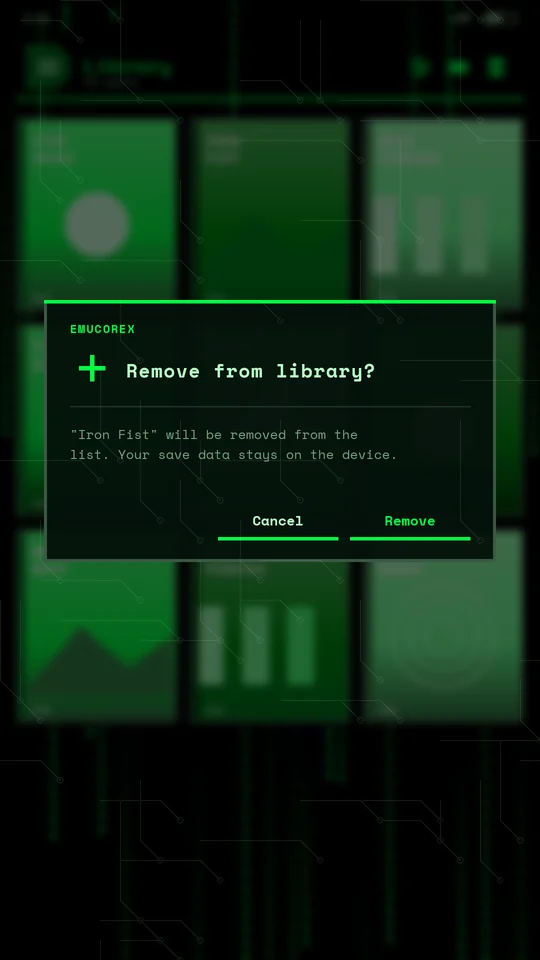 Library
EMUCOREX
Remove from library?
"Iron Fist" will be removed from the
list. Your save data stays on the device.
Cancel
Remove